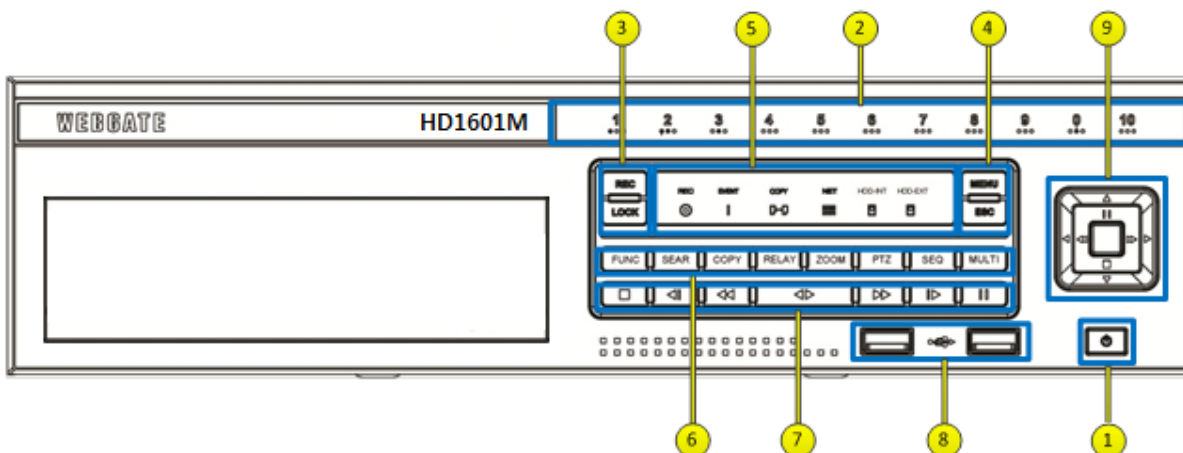 3 5 2 4 9
WEBGATE HD1601M 1 2 3 4 5 6 7 8 9 0 10
REC REC EVENT COPY NET HDD-INT HDD-EXT MENU
LOCK ESC
FUNC SEAR COPY RELAY ZOOM PTZ SEQ MULTI
6 7 8 1